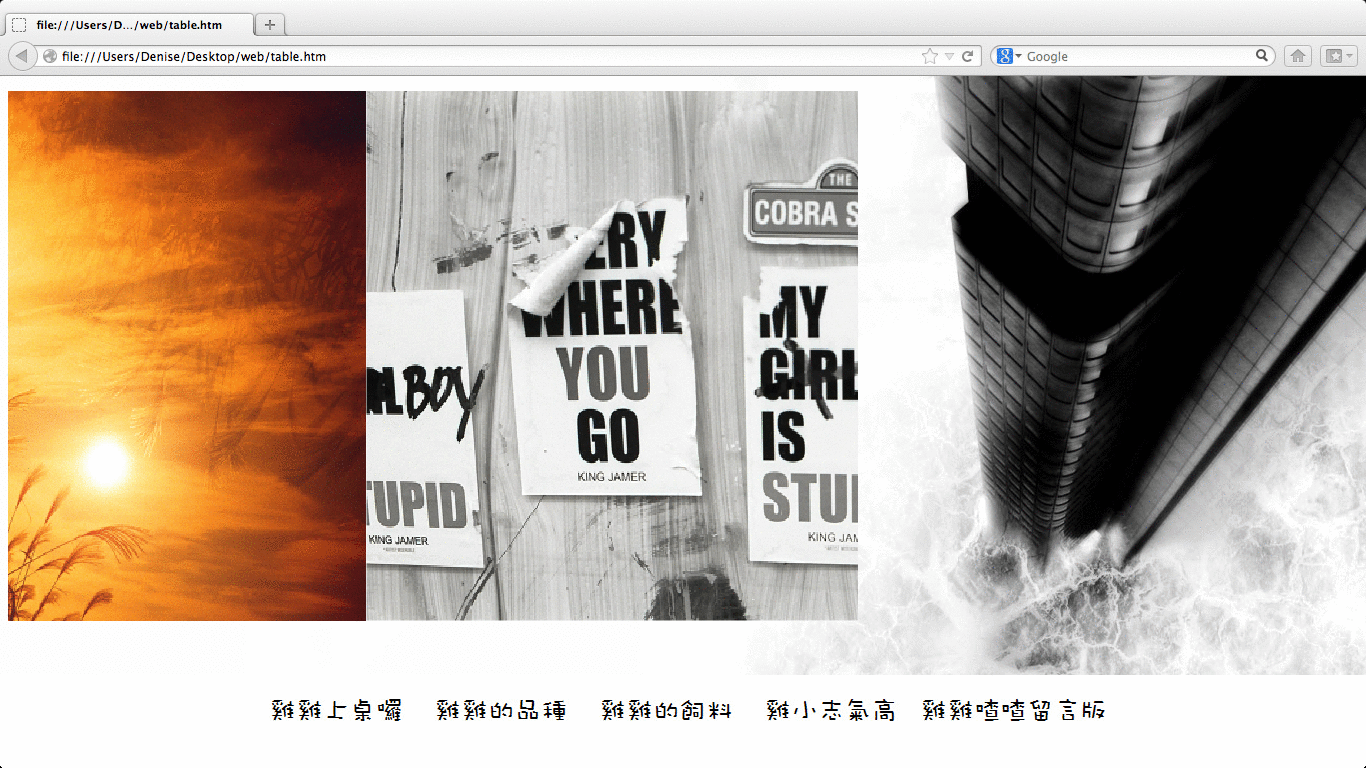 file:///Users/D.../web/table.htm
file:///Users/Denise/Desktop/web/table.htm
Google
THE
COBRA S
ERY
WHERE
YOU
GO
KING JAMER
LBOY
TUPID.
KING JAMER
MY
GIRL
IS
STUI
KING JAM
雞雞上桌囉 雞雞的品種 雞雞的飼料 雞小志氣高 雞雞喳喳留言版